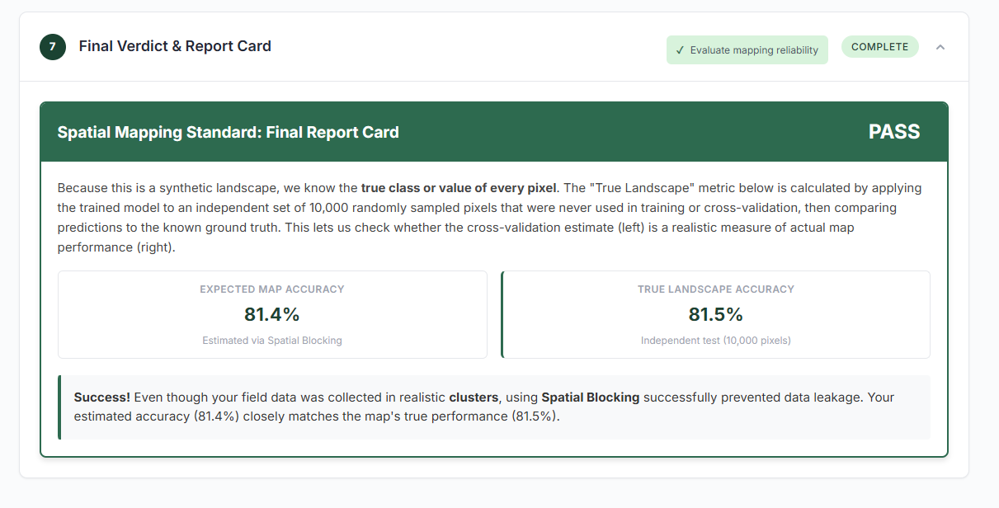 7
Final Verdict & Report Card
✓ Evaluate mapping reliability
COMPLETE
Spatial Mapping Standard: Final Report Card
PASS
Because this is a synthetic landscape, we know the true class or value of every pixel. The "True Landscape" metric below is calculated by applying
the trained model to an independent set of 10,000 randomly sampled pixels that were never used in training or cross-validation, then comparing
predictions to the known ground truth. This lets us check whether the cross-validation estimate (left) is a realistic measure of actual map
performance (right).
EXPECTED MAP ACCURACY
81.4%
Estimated via Spatial Blocking
TRUE LANDSCAPE ACCURACY
81.5%
Independent test (10,000 pixels)
Success! Even though your field data was collected in realistic clusters, using Spatial Blocking successfully prevented data leakage. Your
estimated accuracy (81.4%) closely matches the map's true performance (81.5%).